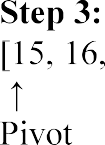 Step 3:
[15, 16,
↑
Pivot